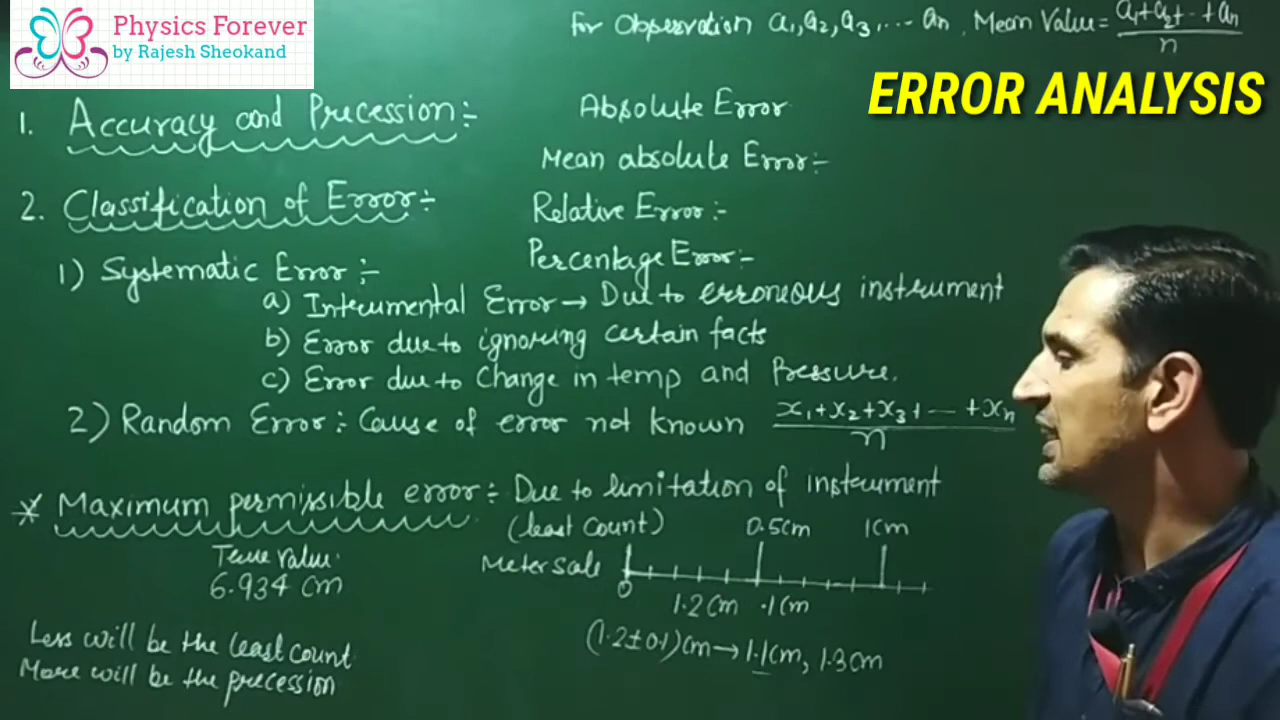 Physics Forever
by Rajesh Sheokand
For Observation a₁, a₂, a₃, ... aₙ. Mean Value = a₁+a₂+..+aₙ / n
ERROR ANALYSIS
1. Accuracy and Precession:-
Absolute Error
Mean absolute Error:-
2. Classification of Error:-
Relative Error:-
Percentage Error:-
1) Systematic Error:-
a) Intrumental Error → Due to erroneous instrument
b) Error due to ignoring certain facts
c) Error due to Change in temp and Pressure.
2) Random Error:- Cause of error not known x₁+x₂+x₃+ --- +xₙ / n
* Maximum permissible error:- Due to limitation of instrument
(least Count) 0.5cm 1cm
True Value:
6.934 cm
Meter Scale 0
1.2cm .1cm
(1.2±0.1)cm → 1.1cm, 1.3cm
Less will be the least count
More will be the precession